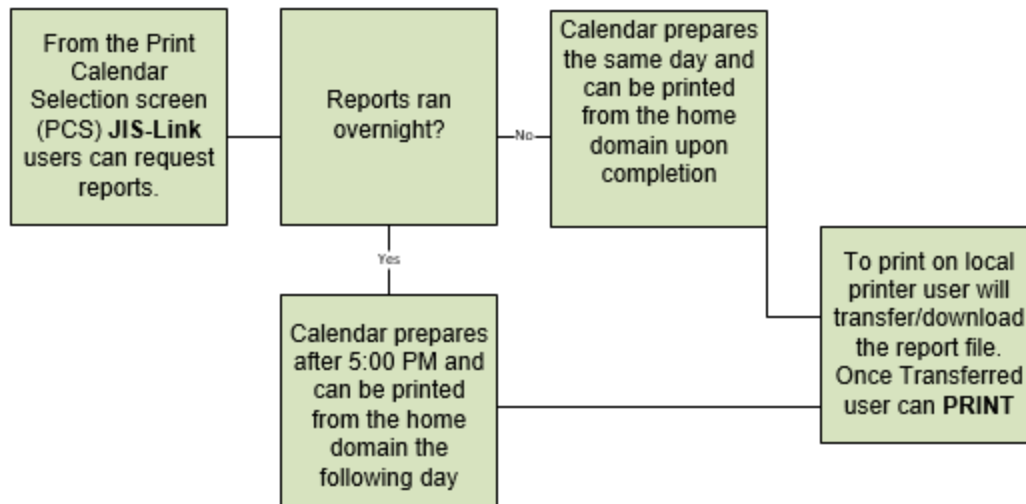 From the Print
Calendar
Selection screen
(PCS) JIS-Link
users can request
reports.
Reports ran
overnight?
No
Calendar prepares
the same day and
can be printed
from the home
domain upon
completion
Yes
Calendar prepares
after 5:00 PM and
can be printed
from the home
domain the
following day
To print on local
printer user will
transfer/download
the report file.
Once Transferred
user can PRINT